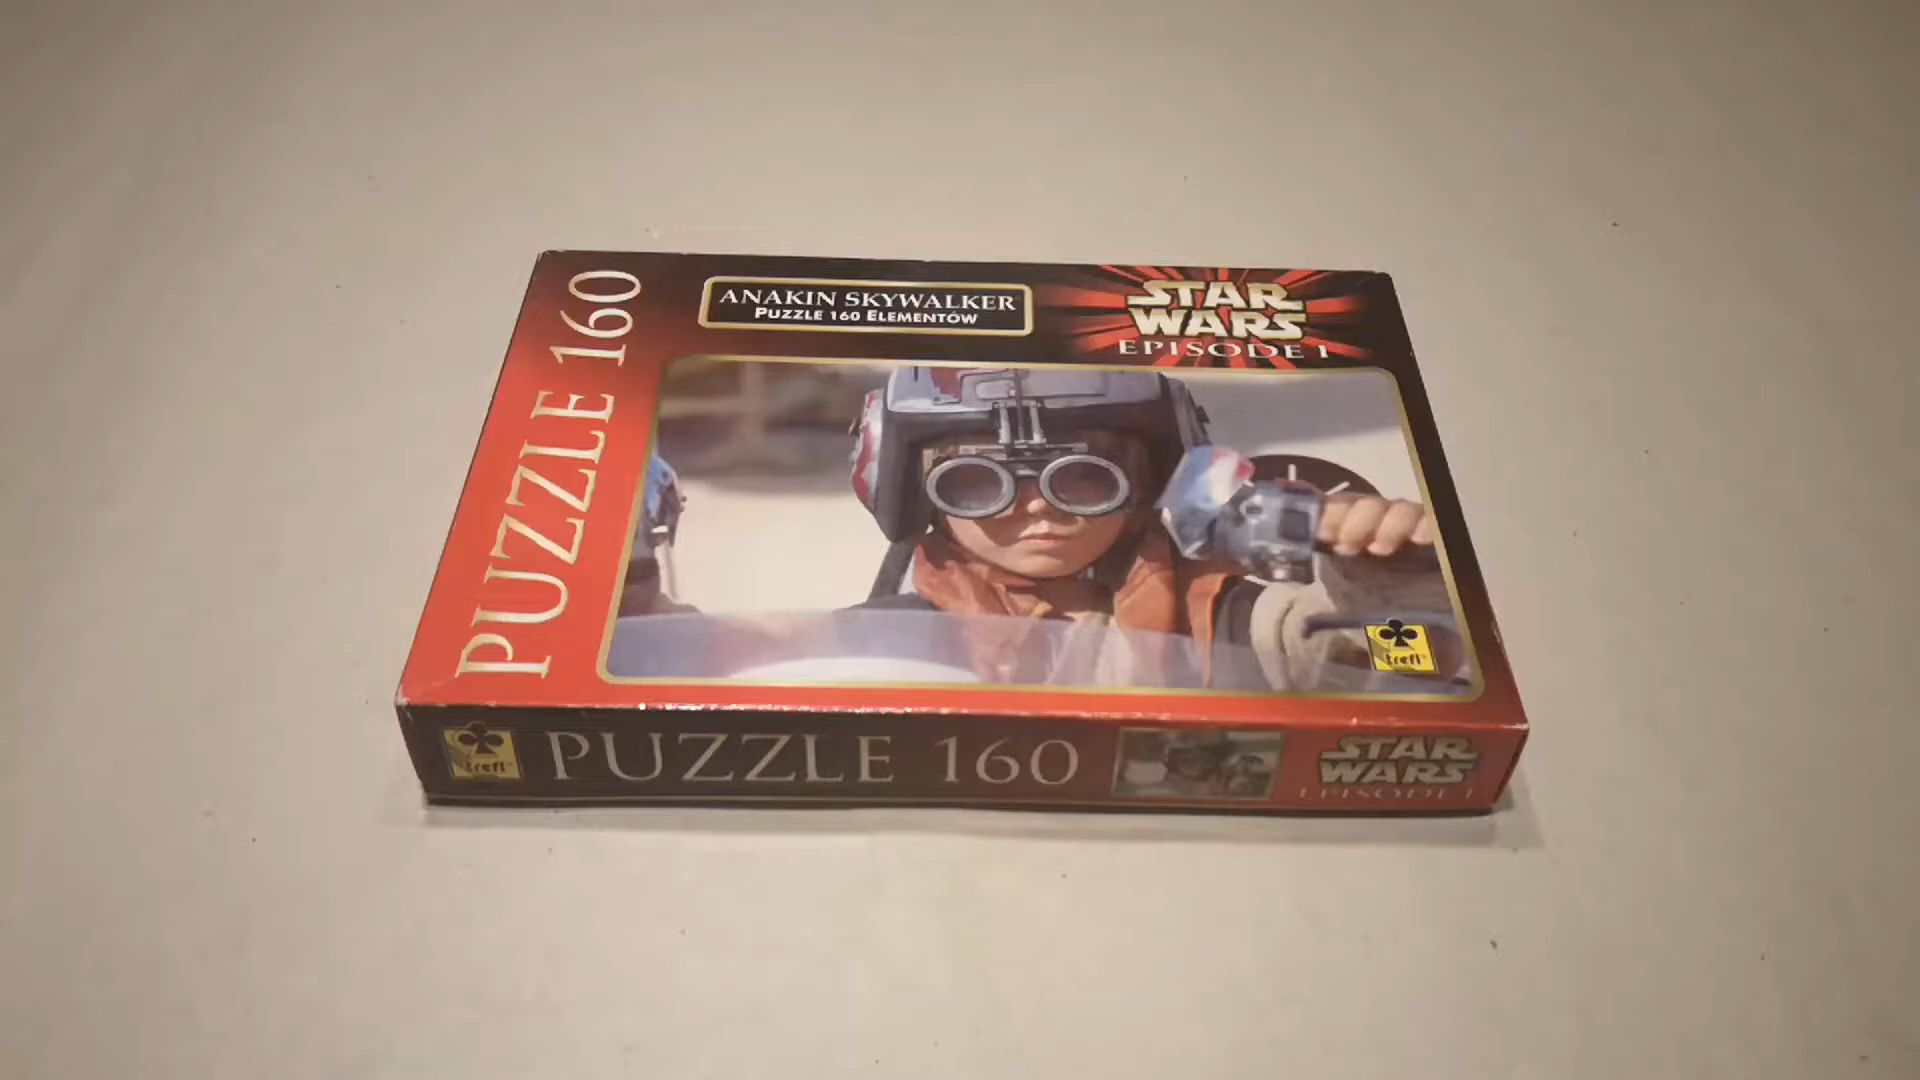 PUZZLE 160
ANAKIN SKYWALKER
PUZZLE 160 ELEMENTÓW
STAR
WARS
EPISODE I
trefl
trefl
PUZZLE 160
STAR
WARS
EPISODE I